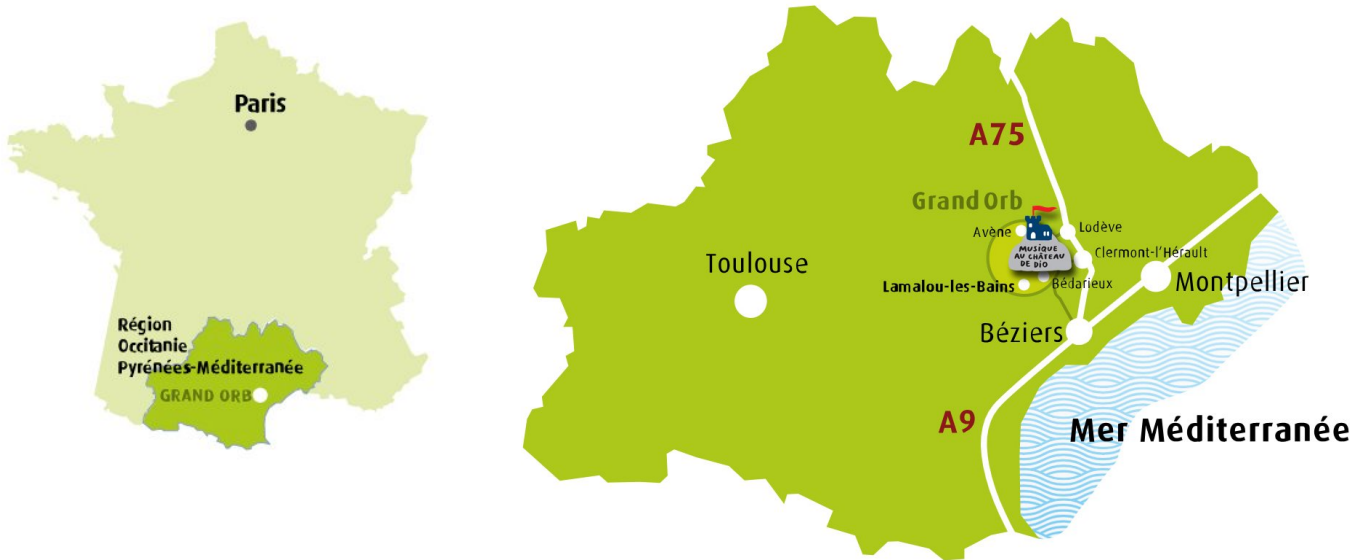 Paris
Région
Occitanie
Pyrénées-Méditerranée
GRAND ORB
A75
Grand Orb
Avène
Lodève
MUSIQUE
AU CHÂTEAU
DE DIO
Clermont-l'Hérault
Toulouse
Lamalou-les-Bains
Bédarieux
Montpellier
Béziers
A9
Mer Méditerranée